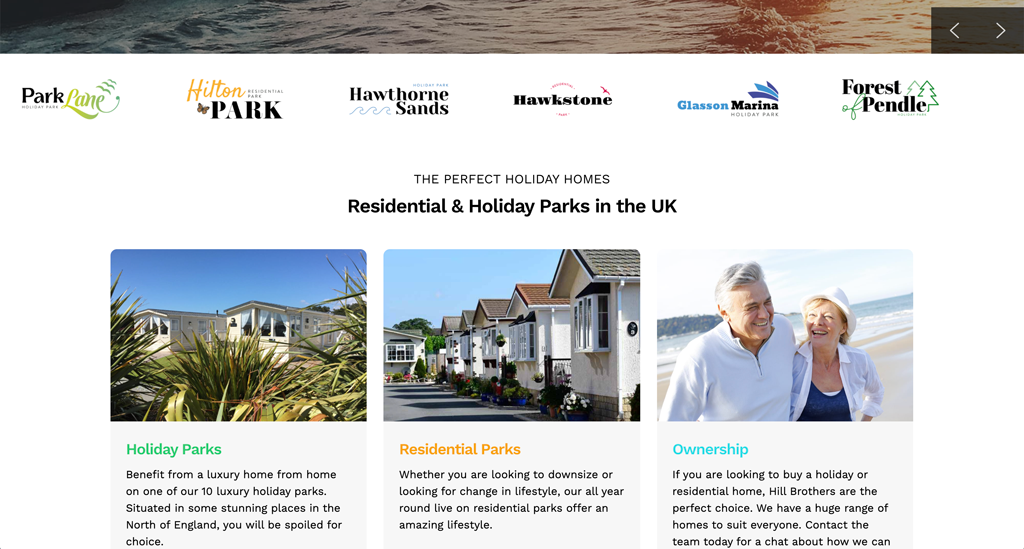 Park Lane
HOLIDAY PARK
Hilton
RESIDENTIAL
PARK
PARK
HOLIDAY PARK
Hawthorne
Sands
RESIDENTIAL
Hawkstone
PARK
Glasson Marina
HOLIDAY PARK
Forest
of Pendle
HOLIDAY PARK
THE PERFECT HOLIDAY HOMES
Residential & Holiday Parks in the UK
Holiday Parks
Benefit from a luxury home from home
on one of our 10 luxury holiday parks.
Situated in some stunning places in the
North of England, you will be spoiled for
choice.
Residential Parks
Whether you are looking to downsize or
looking for change in lifestyle, our all year
round live on residential parks offer an
amazing lifestyle.
Ownership
If you are looking to buy a holiday or
residential home, Hill Brothers are the
perfect choice. We have a huge range of
homes to suit everyone. Contact the
team today for a chat about how we can